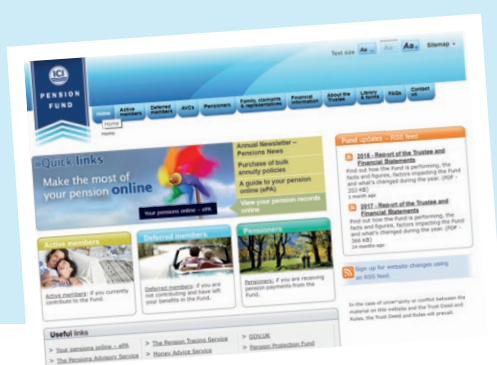 Text size Aa - Aa Aa + Sitemap
ICI
PENSION
FUND
Home
Active members
Deferred members
AVCs
Pensioners
Family, claimants & representatives
Financial information
About the Trustee
Library & forms
FAQs
Contact us
Home
Home
Quick links
Make the most of
your pension online
Your pensions online - ePA
Annual Newsletter –
Pensions News
Purchase of bulk
annuity policies
A guide to your pension
online (ePA)
View your pension records
online
Fund updates - RSS feed
2018 - Report of the Trustee and
Financial Statements
Find out how the Fund is performing, the
facts and figures, factors impacting the Fund
and what's changed during the year. (PDF -
353 KB)
1 month ago
2017 - Report of the Trustee and
Financial Statements
Find out how the Fund is performing, the
facts and figures, factors impacting the Fund
and what's changed during the year. (PDF -
366 KB)
14 months ago
Sign up for website changes using
an RSS feed.
Active members
Active members: if you currently
contribute to the Fund.
Deferred members
Deferred members: if you are
not contributing and have left
your benefits in the Fund.
Pensioners
Pensioners: if you are receiving
pension payments from the
Fund.
In the case of uncertainty or conflict between the
material on this website and the Trust Deed and
Rules, the Trust Deed and Rules will prevail.
Useful links
> Your pensions online - ePA
> The Pensions Advisory Service
> The Pension Tracing Service
> Money Advice Service
> GOV.UK
> Pension Protection Fund